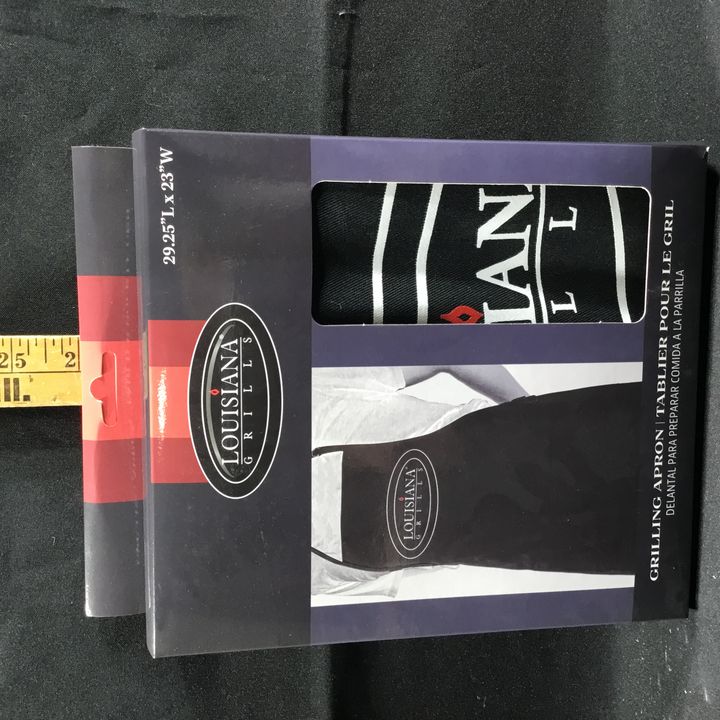 29.25"L x 23"W
LOUISIANA
GRILLS
LOUISIANA
GRILLS
GRILLING APRON | TABLIER POUR LE GRIL
DELANTAL PARA PREPARAR COMIDA A LA PARRILLA
25